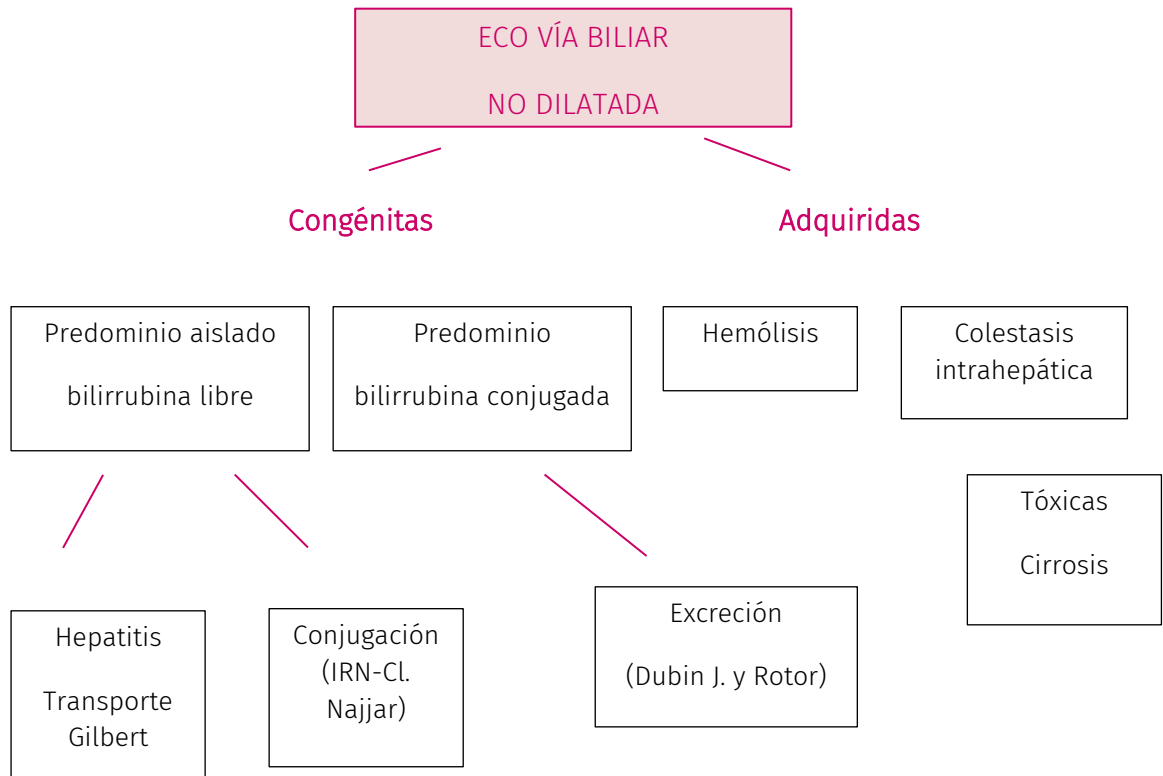 ECO VÍA BILIAR
NO DILATADA
Congénitas
Adquiridas
Predominio aislado
bilirrubina libre
Predominio
bilirrubina conjugada
Hemólisis
Colestasis
intrahepática
Tóxicas
Cirrosis
Hepatitis
Transporte
Gilbert
Conjugación
(IRN-Cl.
Najjar)
Excreción
(Dubin J. y Rotor)